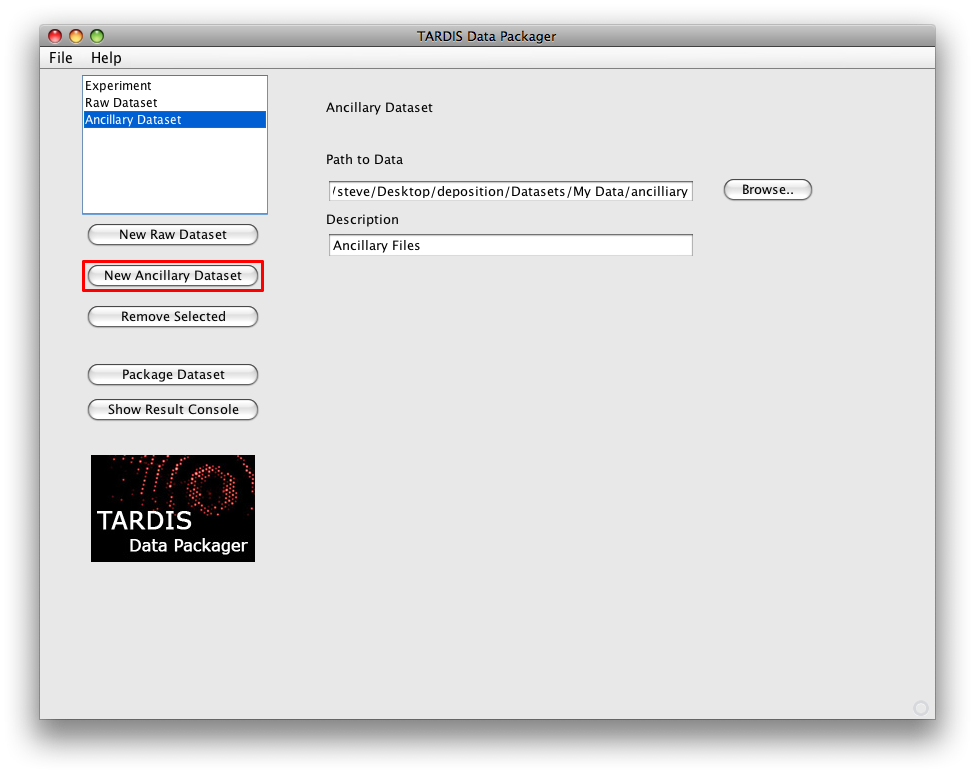 TARDIS Data Packager
File Help
Experiment
Raw Dataset
Ancillary Dataset
New Raw Dataset
New Ancillary Dataset
Remove Selected
Package Dataset
Show Result Console
TARDIS
Data Packager
Ancillary Dataset
Path to Data
/steve/Desktop/deposition/Datasets/My Data/ancilliary
Browse..
Description
Ancillary Files